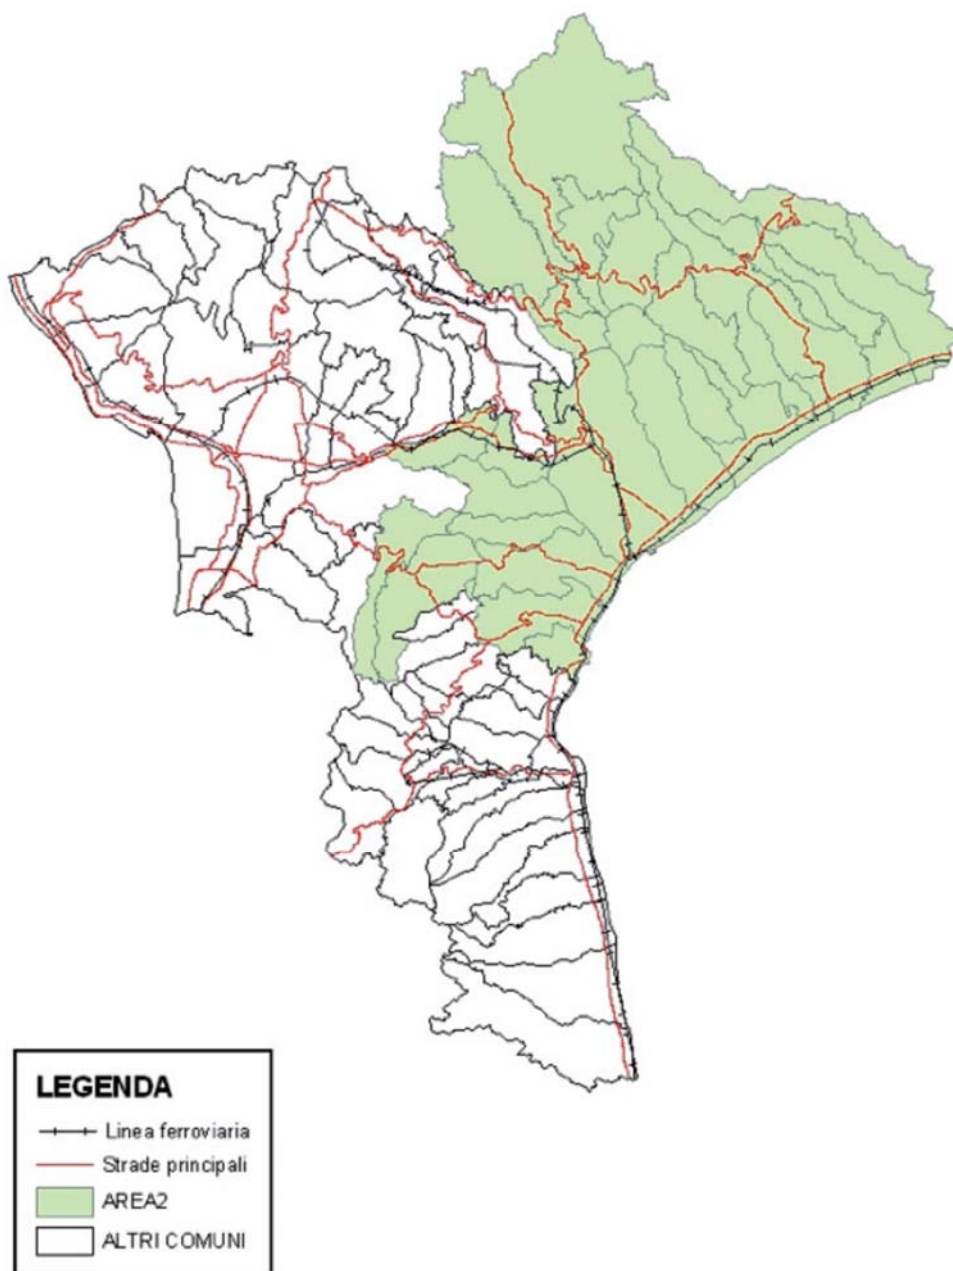 LEGENDA
Linea ferroviaria
Strade principali
AREA2
ALTRI COMUNI